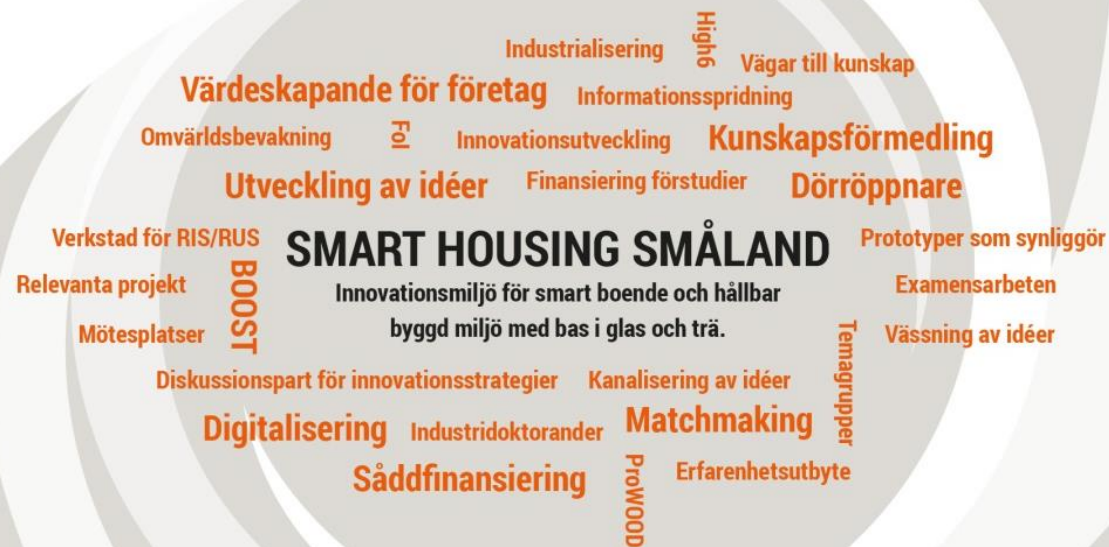 High6
Industrialisering
Vägar till kunskap
Värdeskapande för företag
Informationsspridning
Omvärldsbevakning
FoI
Innovationsutveckling
Kunskapsförmedling
Utveckling av idéer
Finansiering förstudier
Dörröppnare
Verkstad för RIS/RUS
SMART HOUSING SMÅLAND
Prototyper som synliggör
Relevanta projekt
BOOST
Innovationsmiljö för smart boende och hållbar
byggd miljö med bas i glas och trä.
Examensarbeten
Mötesplatser
Vässning av idéer
Temagrupper
Diskussionspart för innovationsstrategier
Kanalisering av idéer
Digitalisering
Industridoktorander
Matchmaking
Såddfinansiering
ProWOOD
Erfarenhetsutbyte